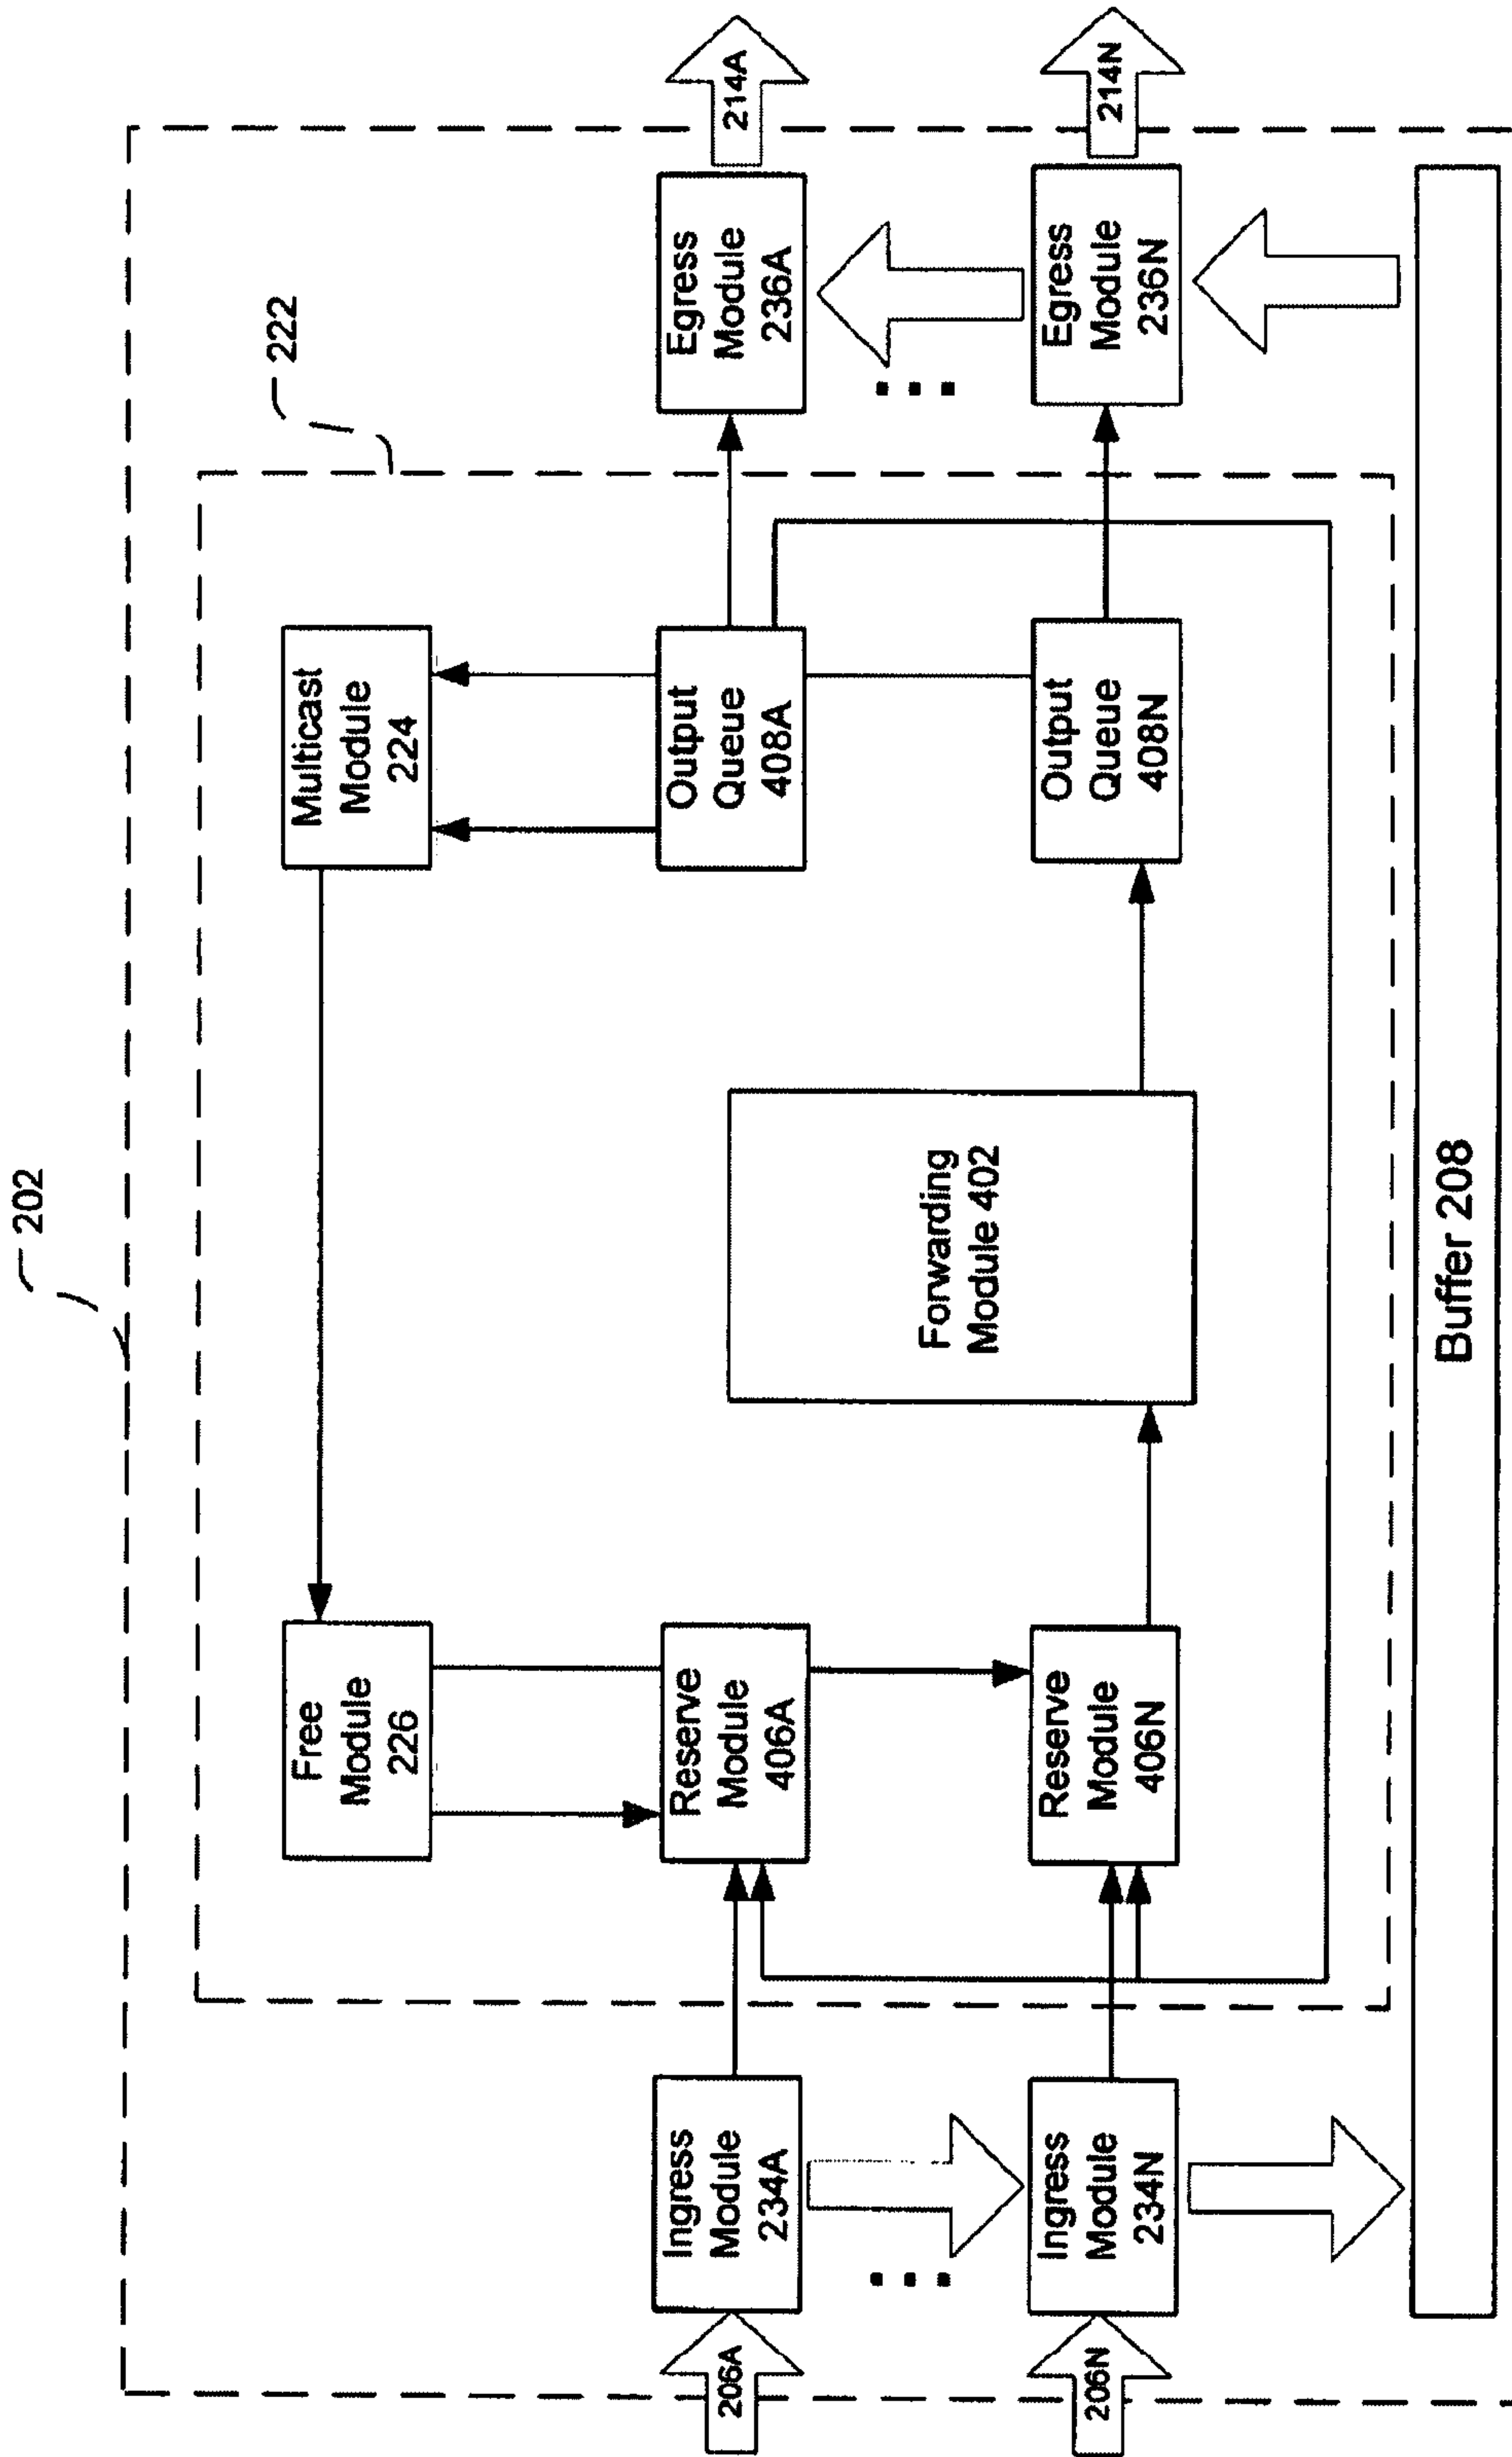 202
222
Free
Module
226
Multicast
Module
224
206A
Ingress
Module
234A
Reserve
Module
406A
Output
Queue
408A
Egress
Module
236A
214A
Forwarding
Module 402
206N
Ingress
Module
234N
Reserve
Module
406N
Output
Queue
408N
Egress
Module
236N
214N
Buffer 208